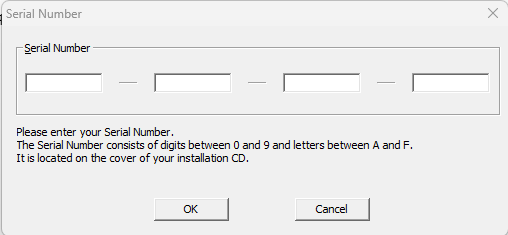 Serial Number
Serial Number
Please enter your Serial Number.
The Serial Number consists of digits between 0 and 9 and letters between A and F.
It is located on the cover of your installation CD.
OK
Cancel